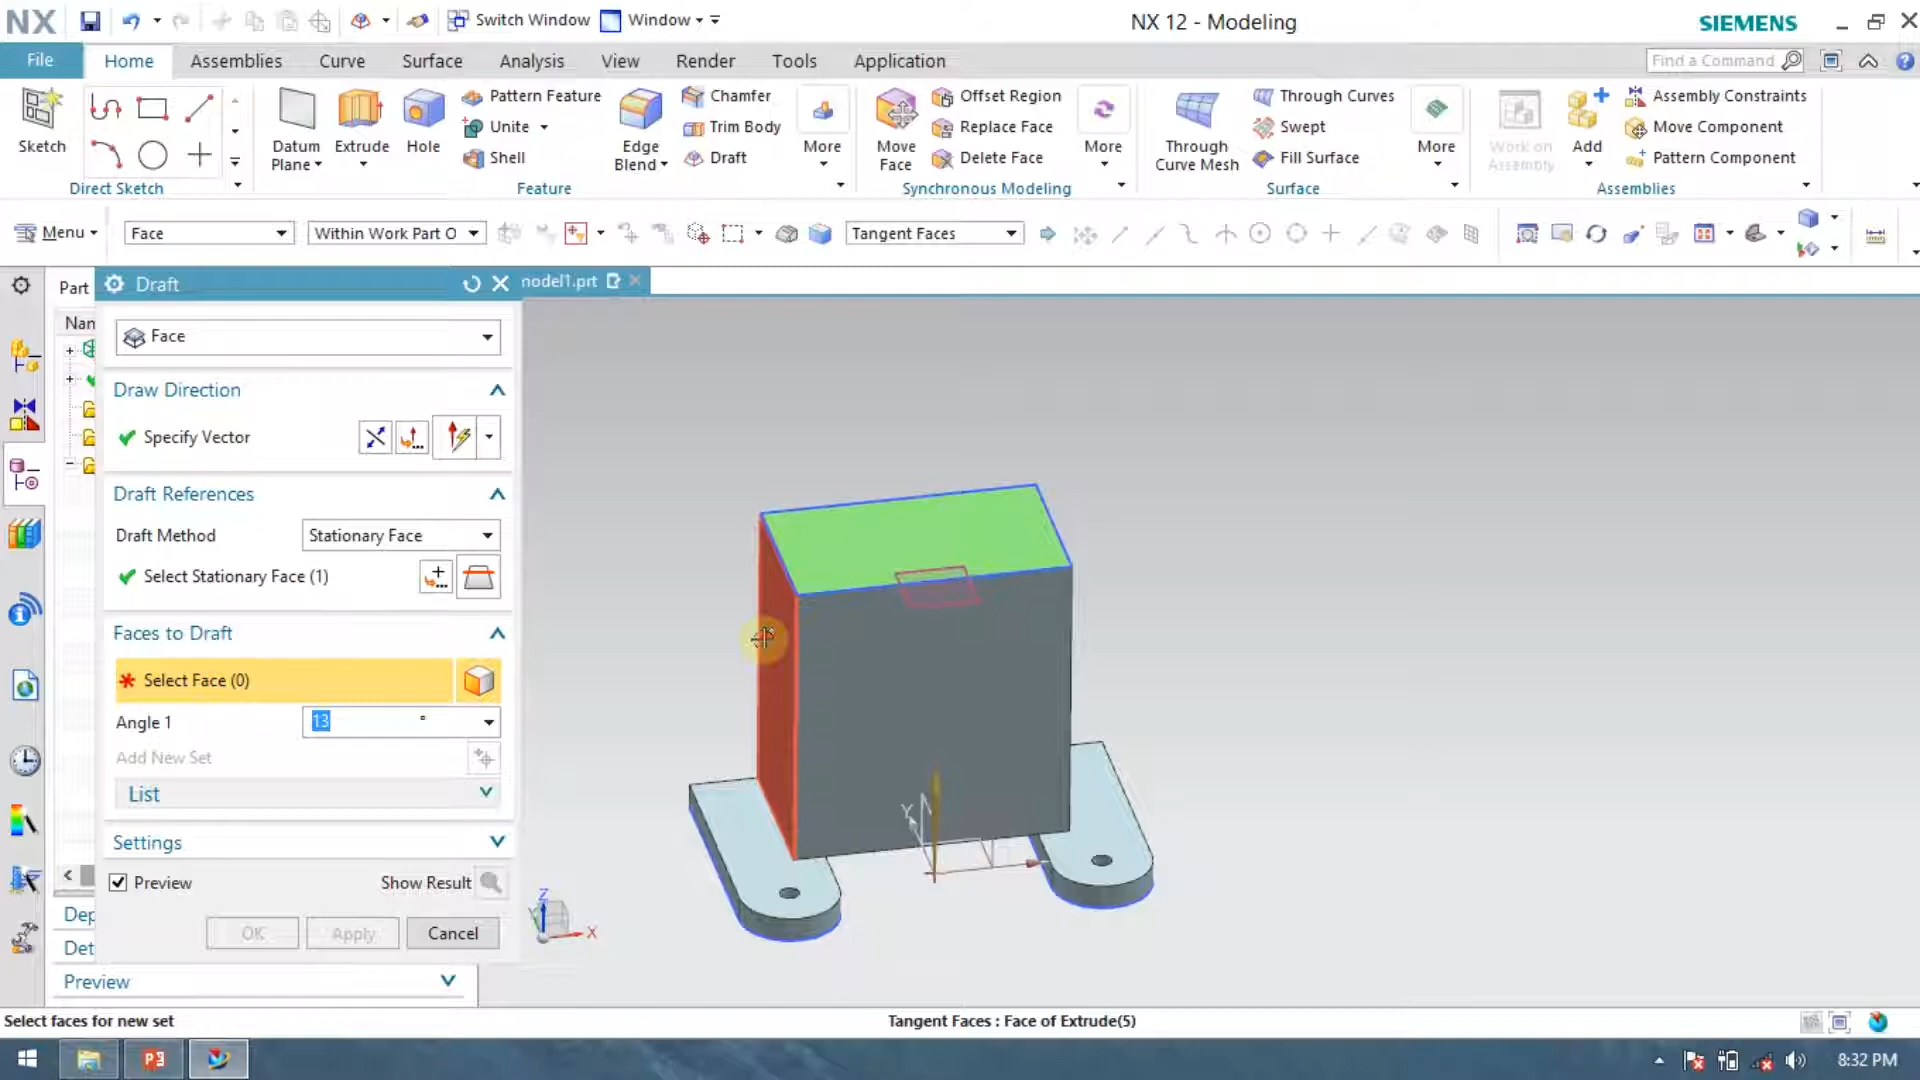 NX
Switch Window
Window
NX 12 - Modeling
SIEMENS
File
Home
Assemblies
Curve
Surface
Analysis
View
Render
Tools
Application
Find a Command
Sketch
Direct Sketch
Datum
Plane
Extrude
Hole
Pattern Feature
Unite
Shell
Edge
Blend
Chamfer
Trim Body
Draft
More
Feature
Move
Face
Offset Region
Replace Face
Delete Face
More
Synchronous Modeling
Through
Curve Mesh
Through Curves
Swept
Fill Surface
More
Surface
Work on
Assembly
Add
Assembly Constraints
Move Component
Pattern Component
Assemblies
Menu
Face
Within Work Part O
Tangent Faces
Part
Draft
nodel1.prt
Nan
Face
Draw Direction
Specify Vector
Draft References
Draft Method
Stationary Face
Select Stationary Face (1)
Faces to Draft
Select Face (0)
Angle 1
13
°
Add New Set
List
Settings
Preview
Show Result
Dep
OK
Apply
Cancel
Det
Preview
Y
Z
X
Select faces for new set
Tangent Faces : Face of Extrude(5)
8:32 PM